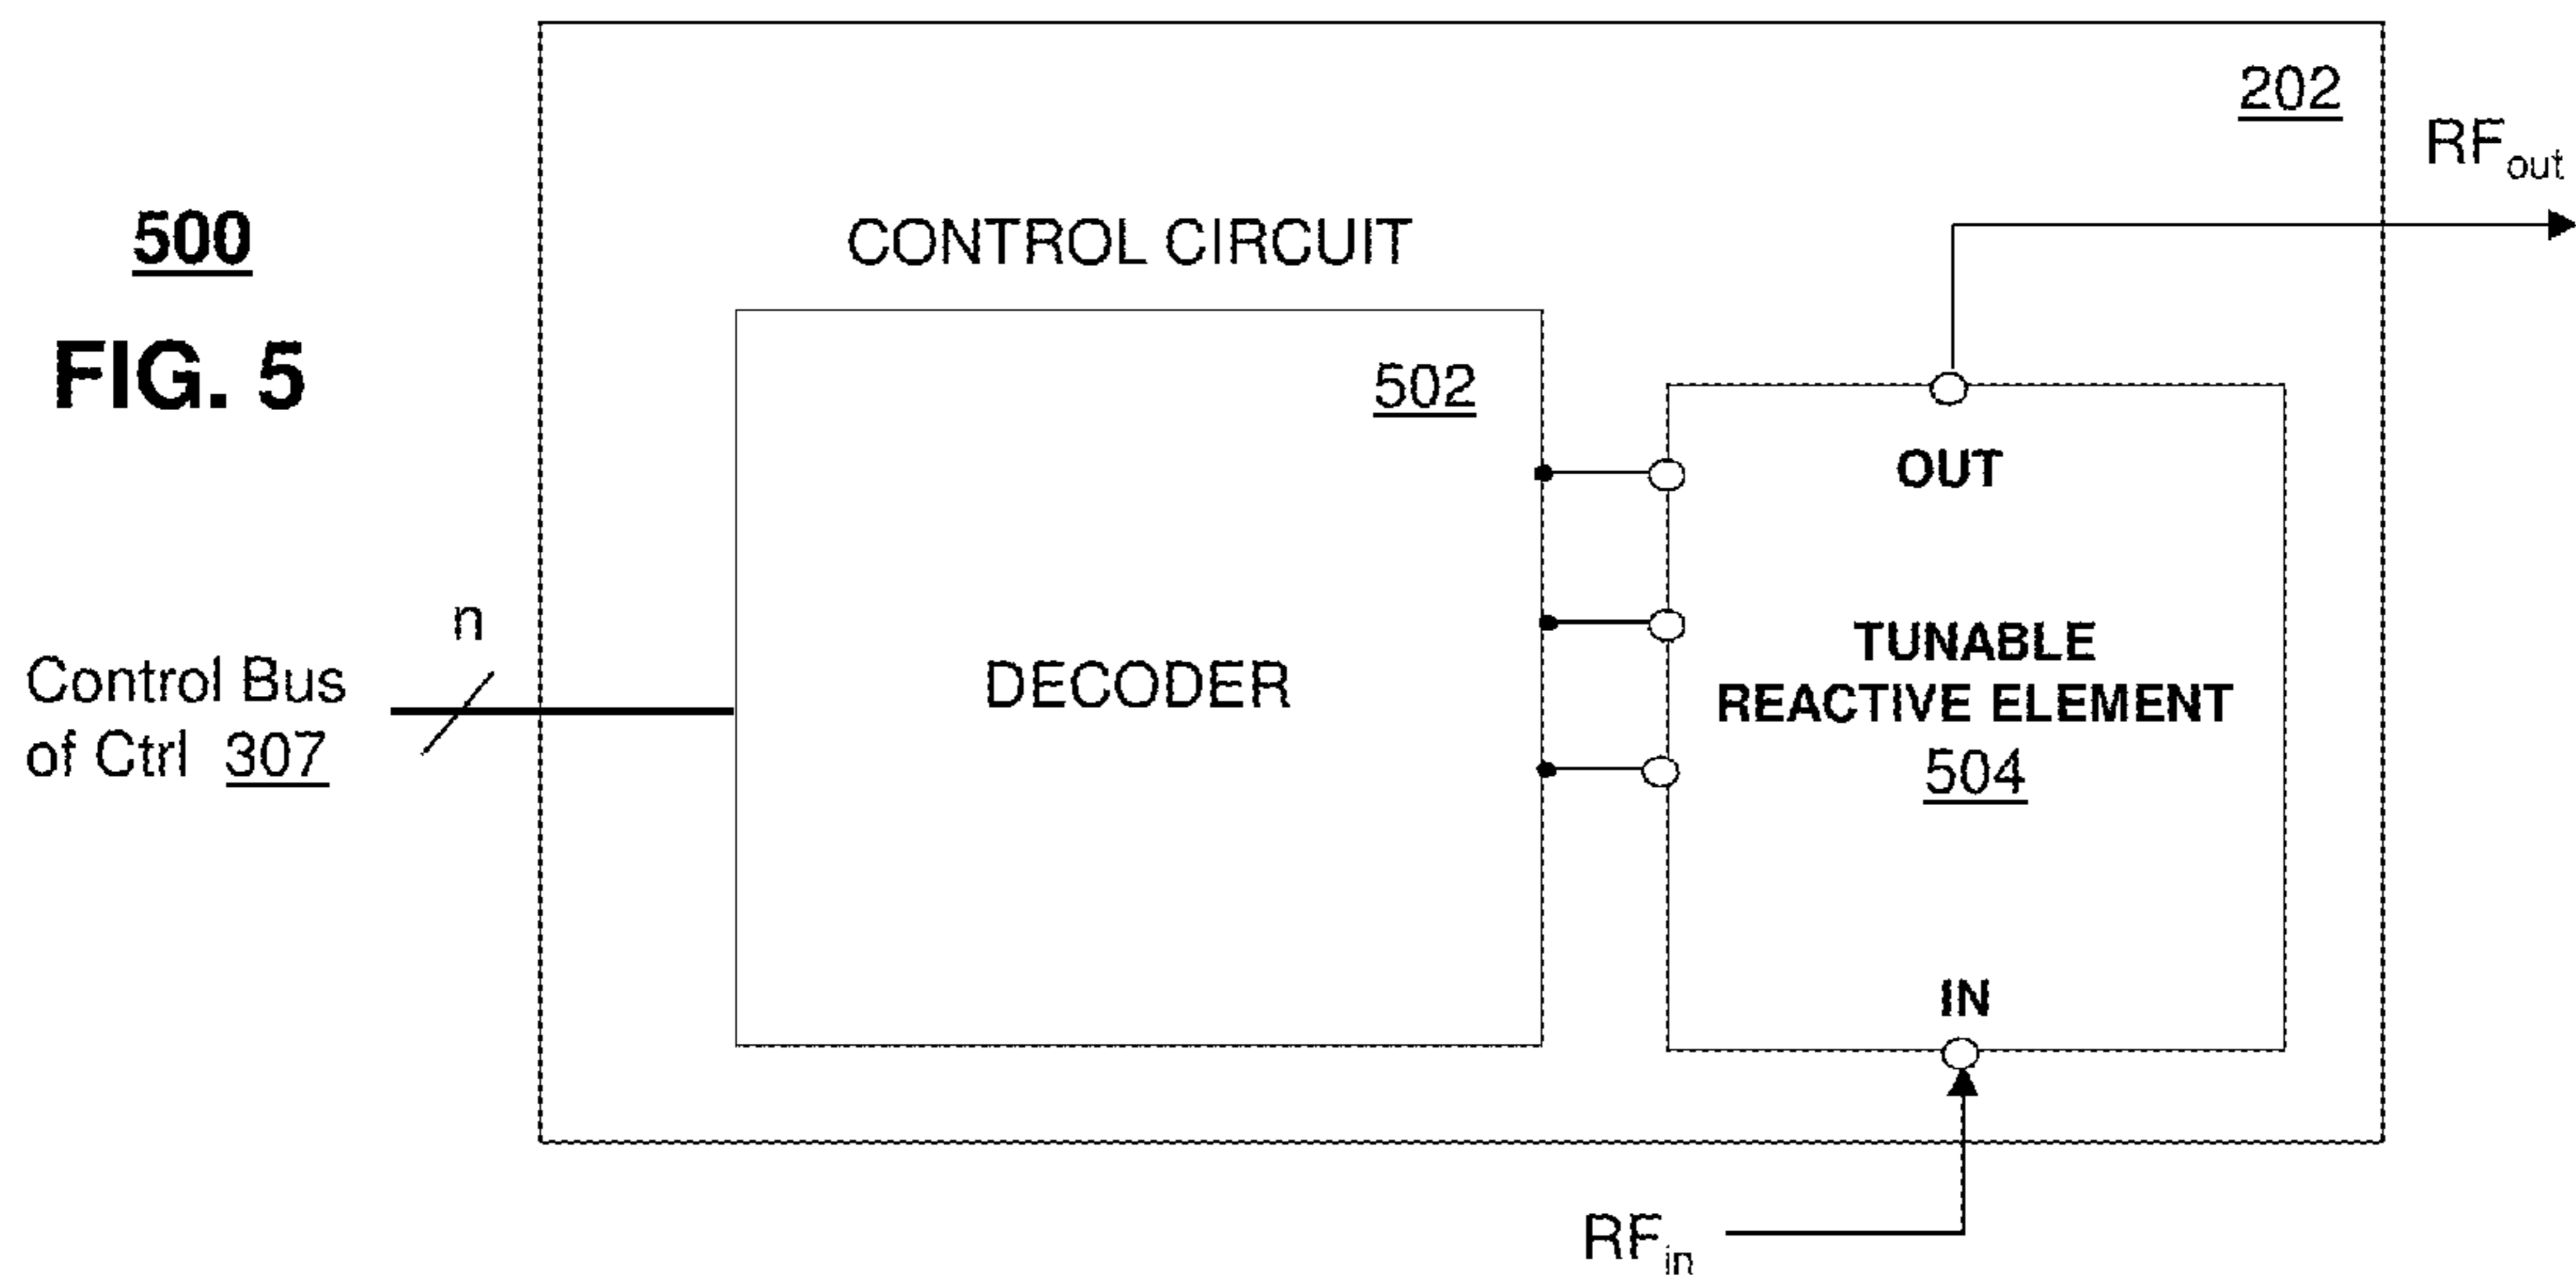 500
FIG. 5
202
RFout
CONTROL CIRCUIT
502
DECODER
n
Control Bus
of Ctrl 307
OUT
TUNABLE
REACTIVE ELEMENT
504
IN
RFin